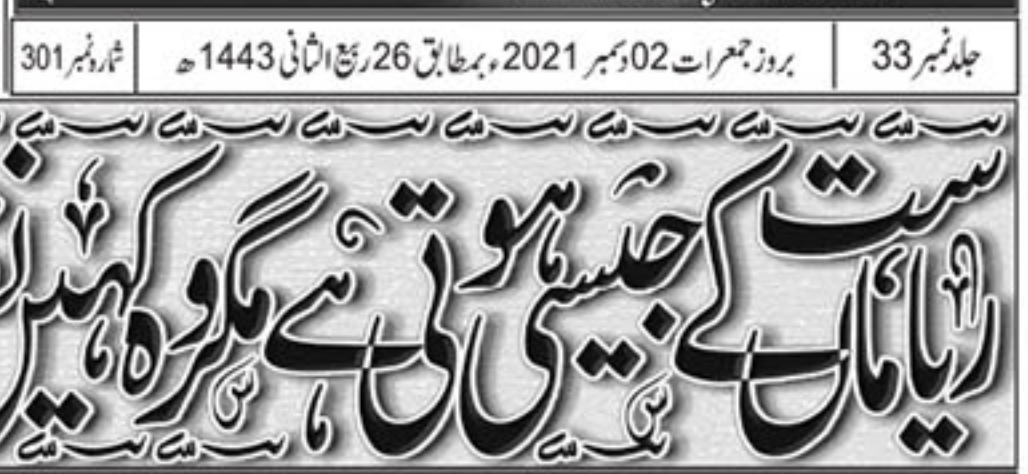 جلد نمبر 33
بروز جمعرات 02 دسمبر 2021ء بمطابق 26 ربیع الثانی 1443 ھ
شمارہ نمبر 301
ریاست ماں کے جیسی ہوتی ہے مگر وہ کہیں